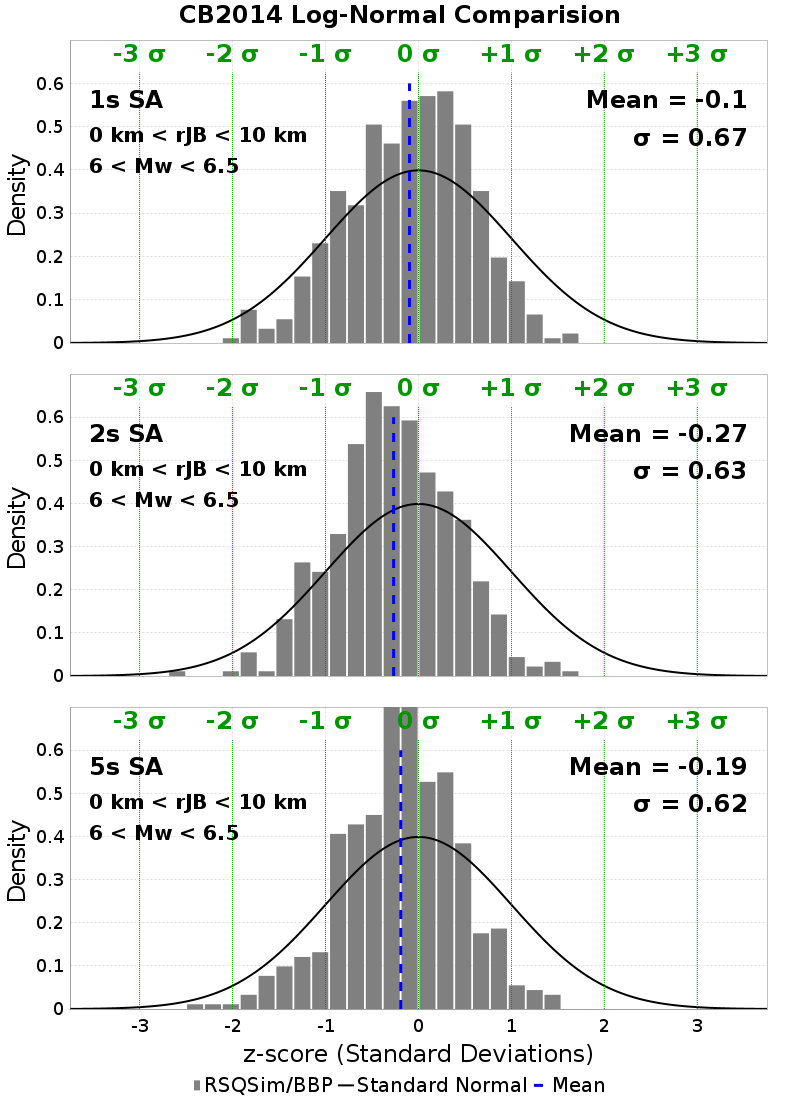 CB2014 Log-Normal Comparision
-3 σ -2 σ -1 σ 0 σ +1 σ +2 σ +3 σ
1s SA
0 km < rJB < 10 km
6 < Mw < 6.5
Mean = -0.1
σ = 0.67
Density
0.6
0.5
0.4
0.3
0.2
0.1
0
-3 σ -2 σ -1 σ 0 σ +1 σ +2 σ +3 σ
2s SA
0 km < rJB < 10 km
6 < Mw < 6.5
Mean = -0.27
σ = 0.63
Density
0.6
0.5
0.4
0.3
0.2
0.1
0
-3 σ -2 σ -1 σ 0 σ +1 σ +2 σ +3 σ
5s SA
0 km < rJB < 10 km
6 < Mw < 6.5
Mean = -0.19
σ = 0.62
Density
0.6
0.5
0.4
0.3
0.2
0.1
0
-3 -2 -1 0 1 2 3
z-score (Standard Deviations)
RSQSim/BBP Standard Normal Mean